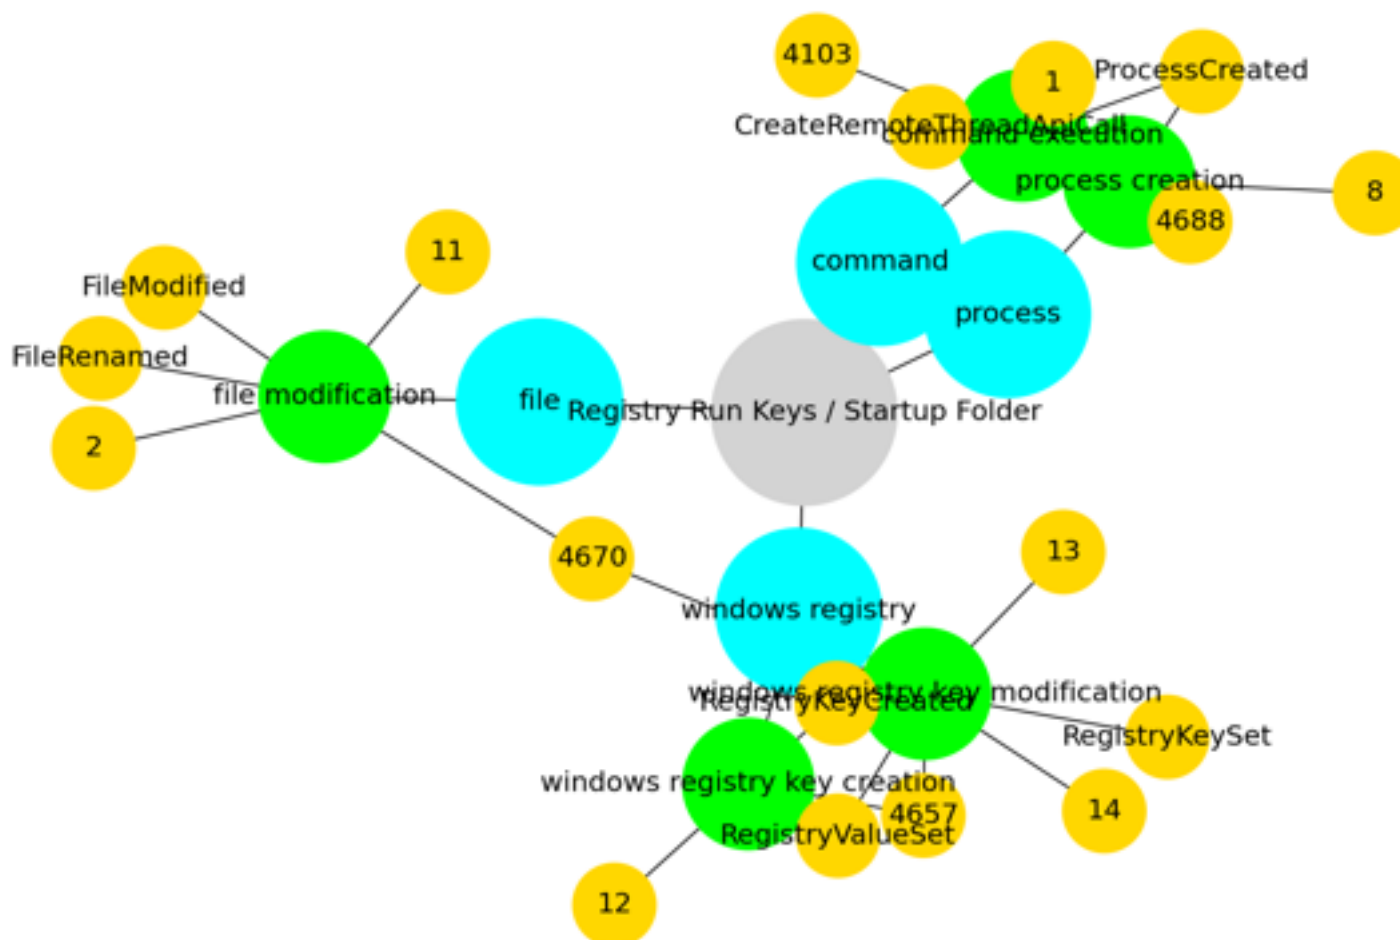 4103
1
ProcessCreated
CreateRemoteThreadApiCall
command execution
process creation
8
4688
11
command
FileModified
process
FileRenamed
file modification
file
Registry Run Keys / Startup Folder
2
4670
13
windows registry
windows registry key modification
RegistryKeyCreated
RegistryKeySet
windows registry key creation
14
4657
RegistryValueSet
12